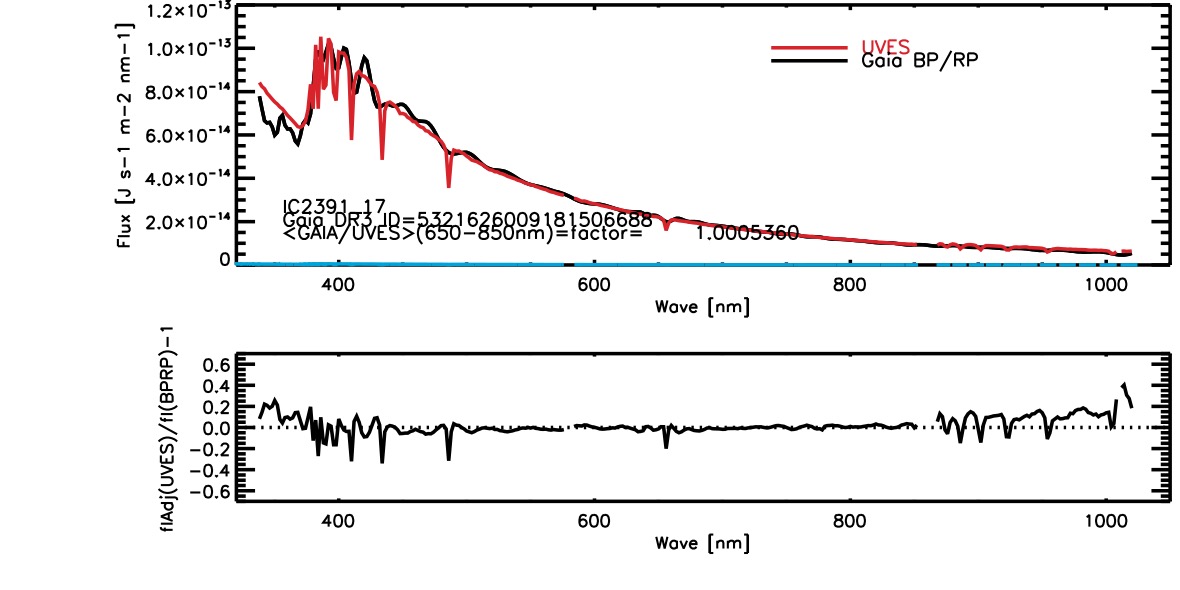 1.2×10−13
1.0×10−13
8.0×10−14
6.0×10−14
4.0×10−14
2.0×10−14
0
Flux [J s−1 m−2 nm−1]
UVES
Gaia BP/RP
IC2391_17
Gaia DR3 ID=5321626009181506688
<GAIA/UVES>(650−850nm)=factor= 1.0005360
400 600 800 1000
Wave [nm]
0.6
0.4
0.2
0.0
−0.2
−0.4
−0.6
flAdj(UVES)/fl(BPRP)−1
400 600 800 1000
Wave [nm]